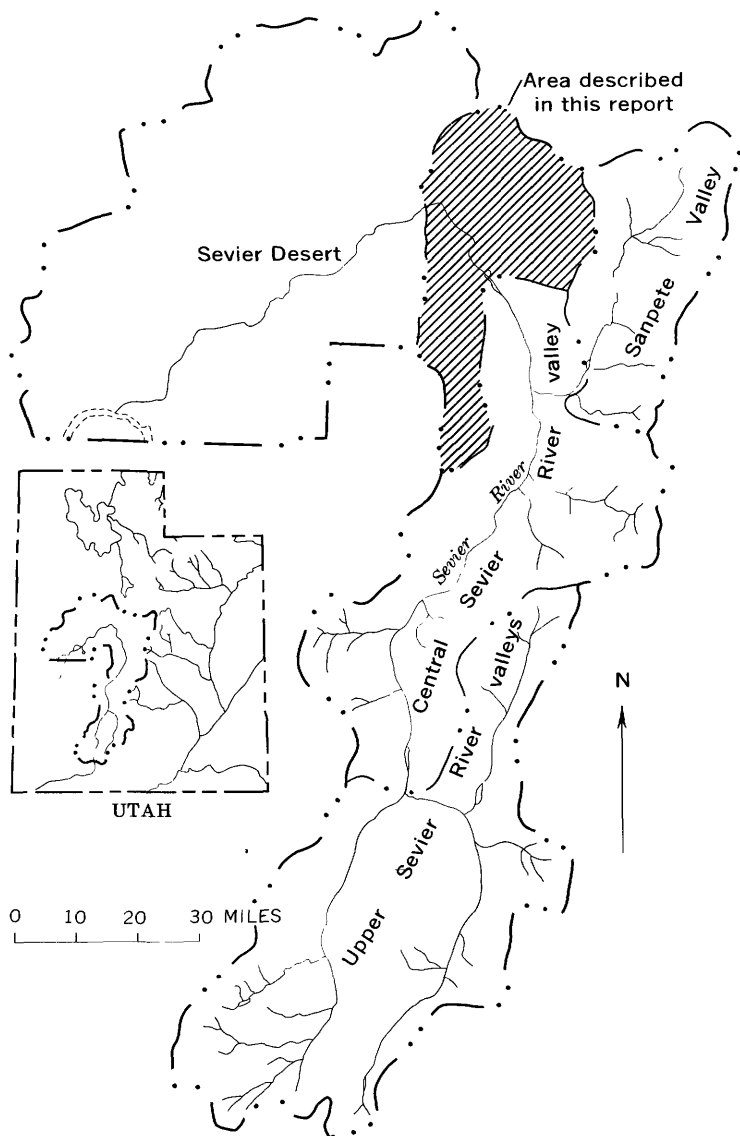 Area described
in this report
Sevier Desert
Valley
Sanpete
valley
River
River
Sevier
Sevier
Central
valleys
River
N
UTAH
Sevier
Upper
0 10 20 30 MILES